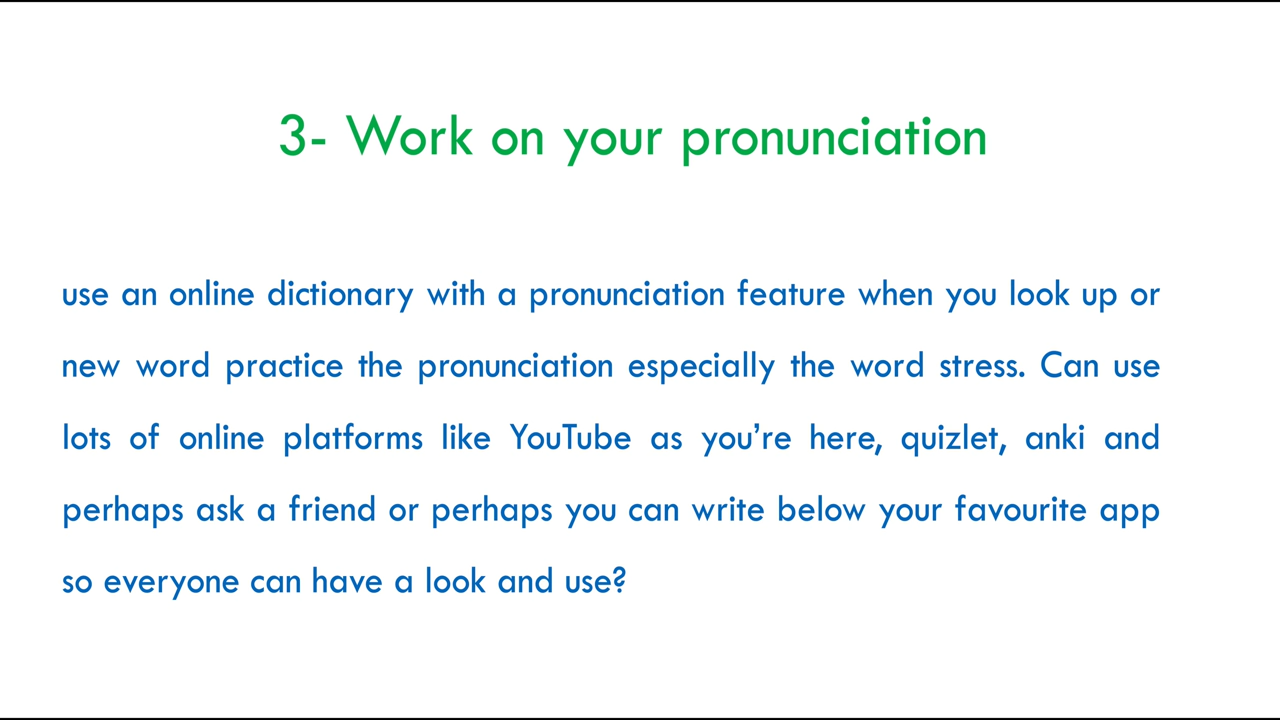 3- Work on your pronunciation
use an online dictionary with a pronunciation feature when you look up or
new word practice the pronunciation especially the word stress. Can use
lots of online platforms like YouTube as you’re here, quizlet, anki and
perhaps ask a friend or perhaps you can write below your favourite app
so everyone can have a look and use?